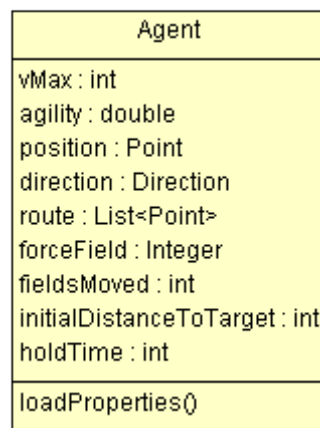 Agent
vMax : int
agility : double
position : Point
direction : Direction
route : List<Point>
forceField : Integer
fieldsMoved : int
initialDistanceToTarget : int
holdTime : int
loadProperties()